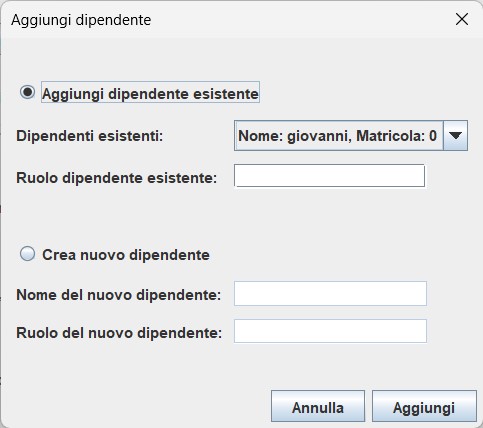 Aggiungi dipendente
Aggiungi dipendente esistente
Dipendenti esistenti: Nome: giovanni, Matricola: 0
Ruolo dipendente esistente:
Crea nuovo dipendente
Nome del nuovo dipendente:
Ruolo del nuovo dipendente:
Annulla Aggiungi